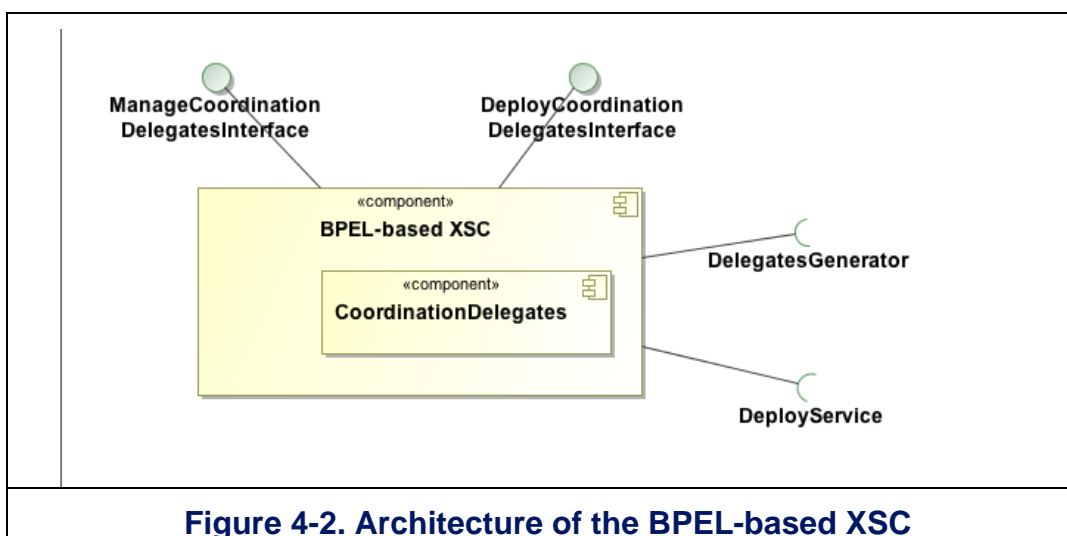 ManageCoordination
DelegatesInterface
DeployCoordination
DelegatesInterface
«component»
BPEL-based XSC
«component»
CoordinationDelegates
DelegatesGenerator
DeployService
Figure 4-2. Architecture of the BPEL-based XSC